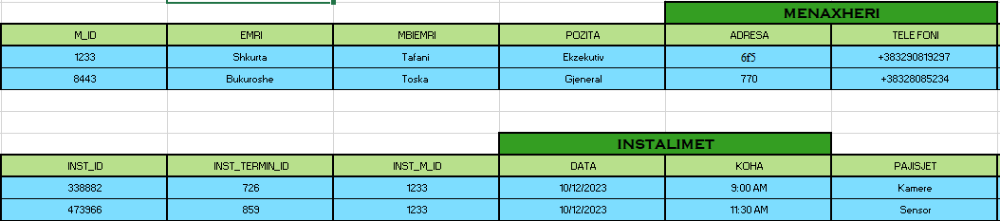 MENAXHERI
M_ID EMRI MBIEMRI POZITA ADRESA TELEFONI
1233 Shkurta Tafani Ekzekutiv 6f5 +383290819297
8443 Bukuroshe Toska Gjeneral 770 +38328085234
INSTALIMET
INST_ID INST_TERMIN_ID INST_M_ID DATA KOHA PAJISJET
338882 726 1233 10/12/2023 9:00 AM Kamere
473966 859 1233 10/12/2023 11:30 AM Sensor